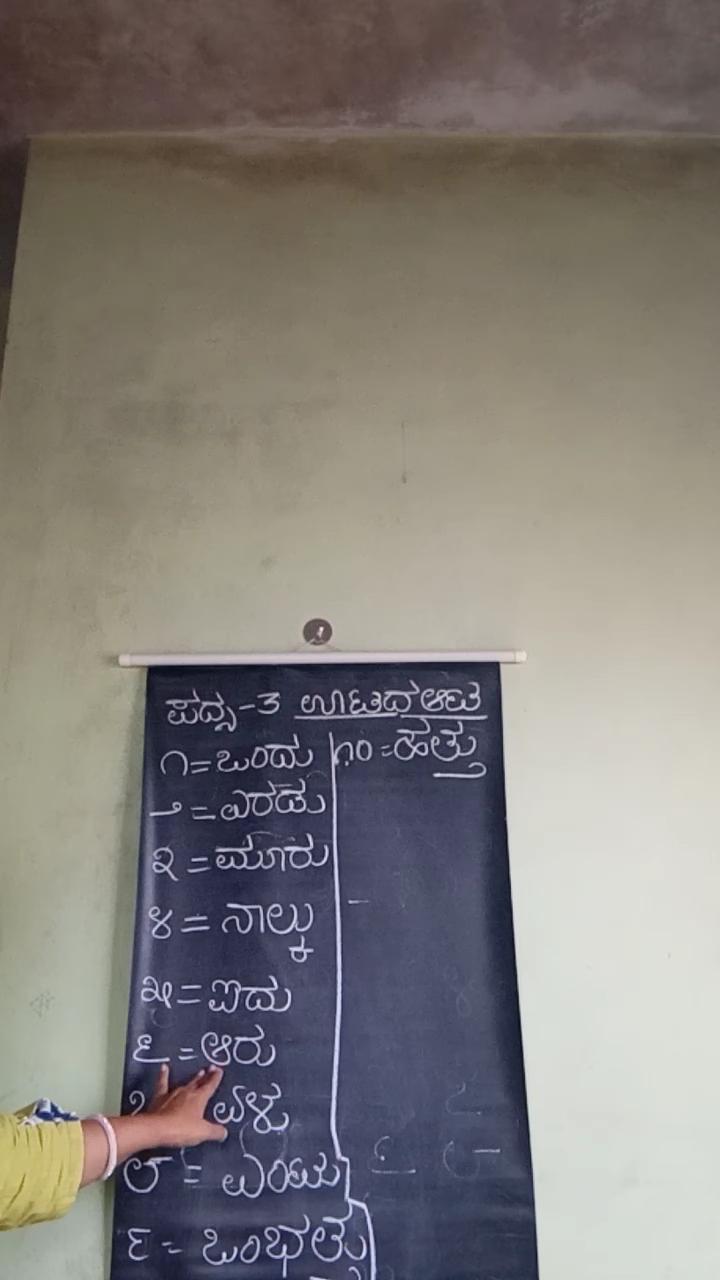 ಪದ್ಯ-3 ಊಟದ ಆಟ
೧=ಒಂದು
೨=ಎರಡು
೩=ಮೂರು
೪=ನಾಲ್ಕು
೫=ಐದು
೬=ಆರು
ಏಳು
೮=ಎಂಟು
೯=ಒಂಭತ್ತು
೧೦=ಹತ್ತು